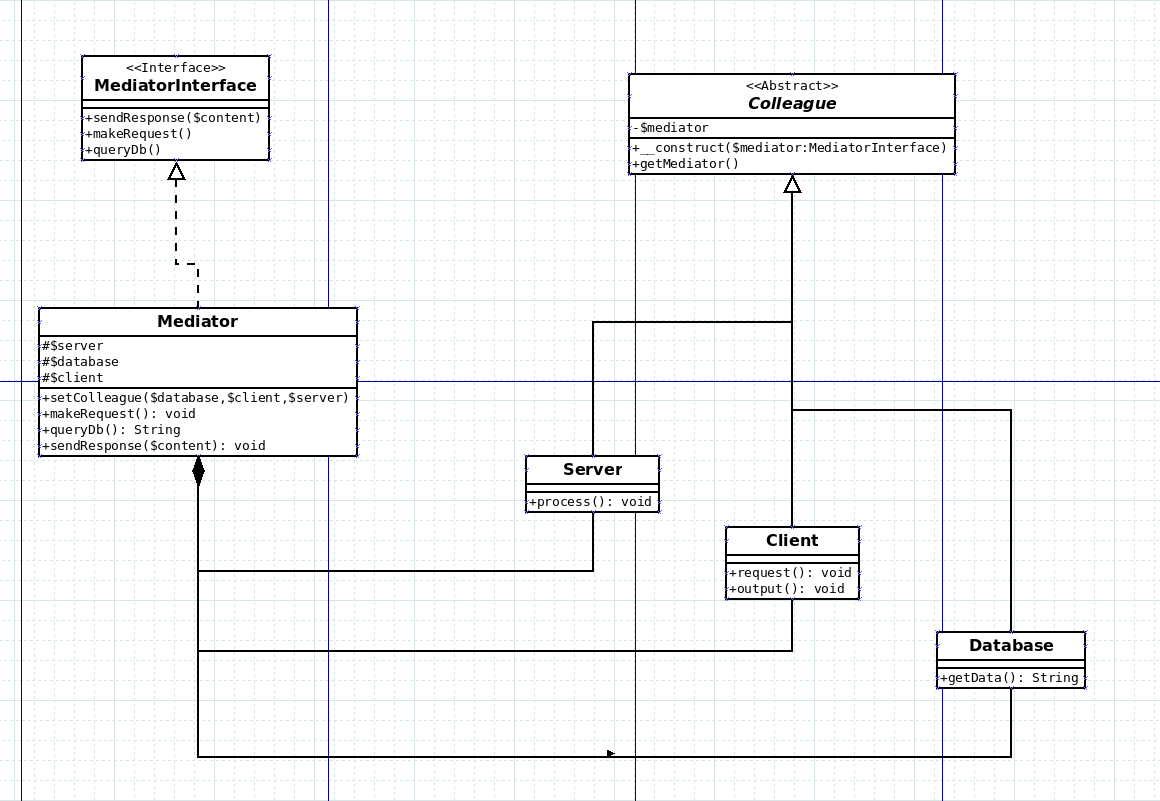 <<Interface>>
MediatorInterface
+sendResponse($content)
+makeRequest()
+queryDb()
<<Abstract>>
Colleague
-$mediator
+__construct($mediator:MediatorInterface)
+getMediator()
Mediator
#$server
#$database
#$client
+setColleague($database,$client,$server)
+makeRequest(): void
+queryDb(): String
+sendResponse($content): void
Server
+process(): void
Client
+request(): void
+output(): void
Database
+getData(): String